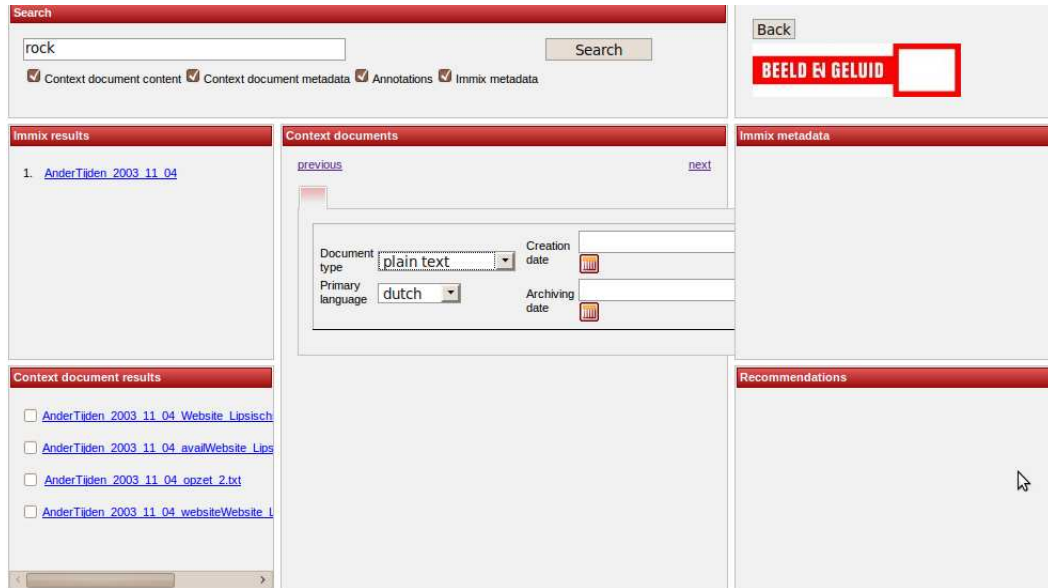 Search
rock
Search
Context document content Context document metadata Annotations Immix metadata
Back
BEELD EN GELUID
Immix results
1. AnderTijden_2003_11_04
Context documents
previous
next
Document type
plain text
Creation date
Primary language
dutch
Archiving date
Immix metadata
Context document results
AnderTijden_2003_11_04_Website_Lipsisch
AnderTijden_2003_11_04_availWebsite_Lips
AnderTijden_2003_11_04_opzet_2.txt
AnderTijden_2003_11_04_websiteWebsite_L
Recommendations